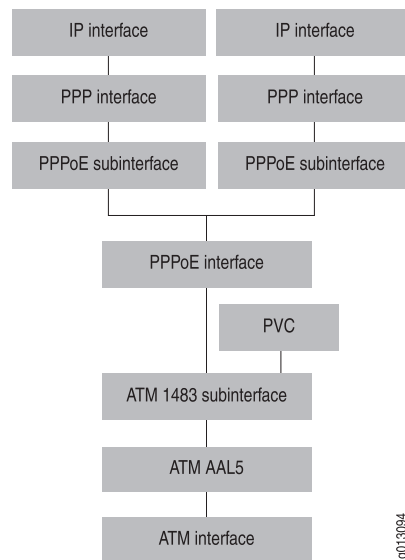 IP interface
IP interface
PPP interface
PPP interface
PPPoE subinterface
PPPoE subinterface
PPPoE interface
PVC
ATM 1483 subinterface
ATM AAL5
ATM interface
g013094